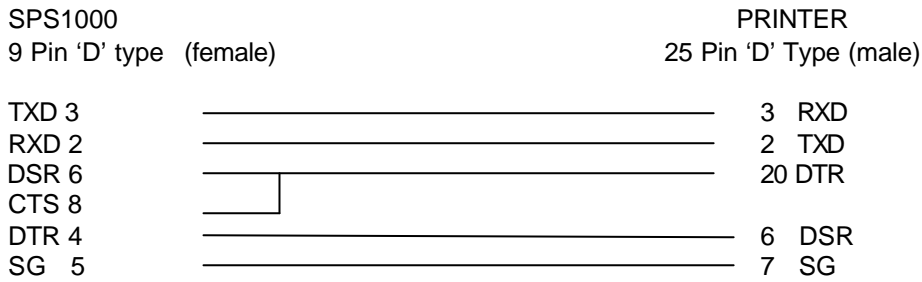 SPS1000 PRINTER
9 Pin ‘D’ type (female) 25 Pin ‘D’ Type (male)
TXD 3 3 RXD
RXD 2 2 TXD
DSR 6 20 DTR
CTS 8
DTR 4 6 DSR
SG 5 7 SG